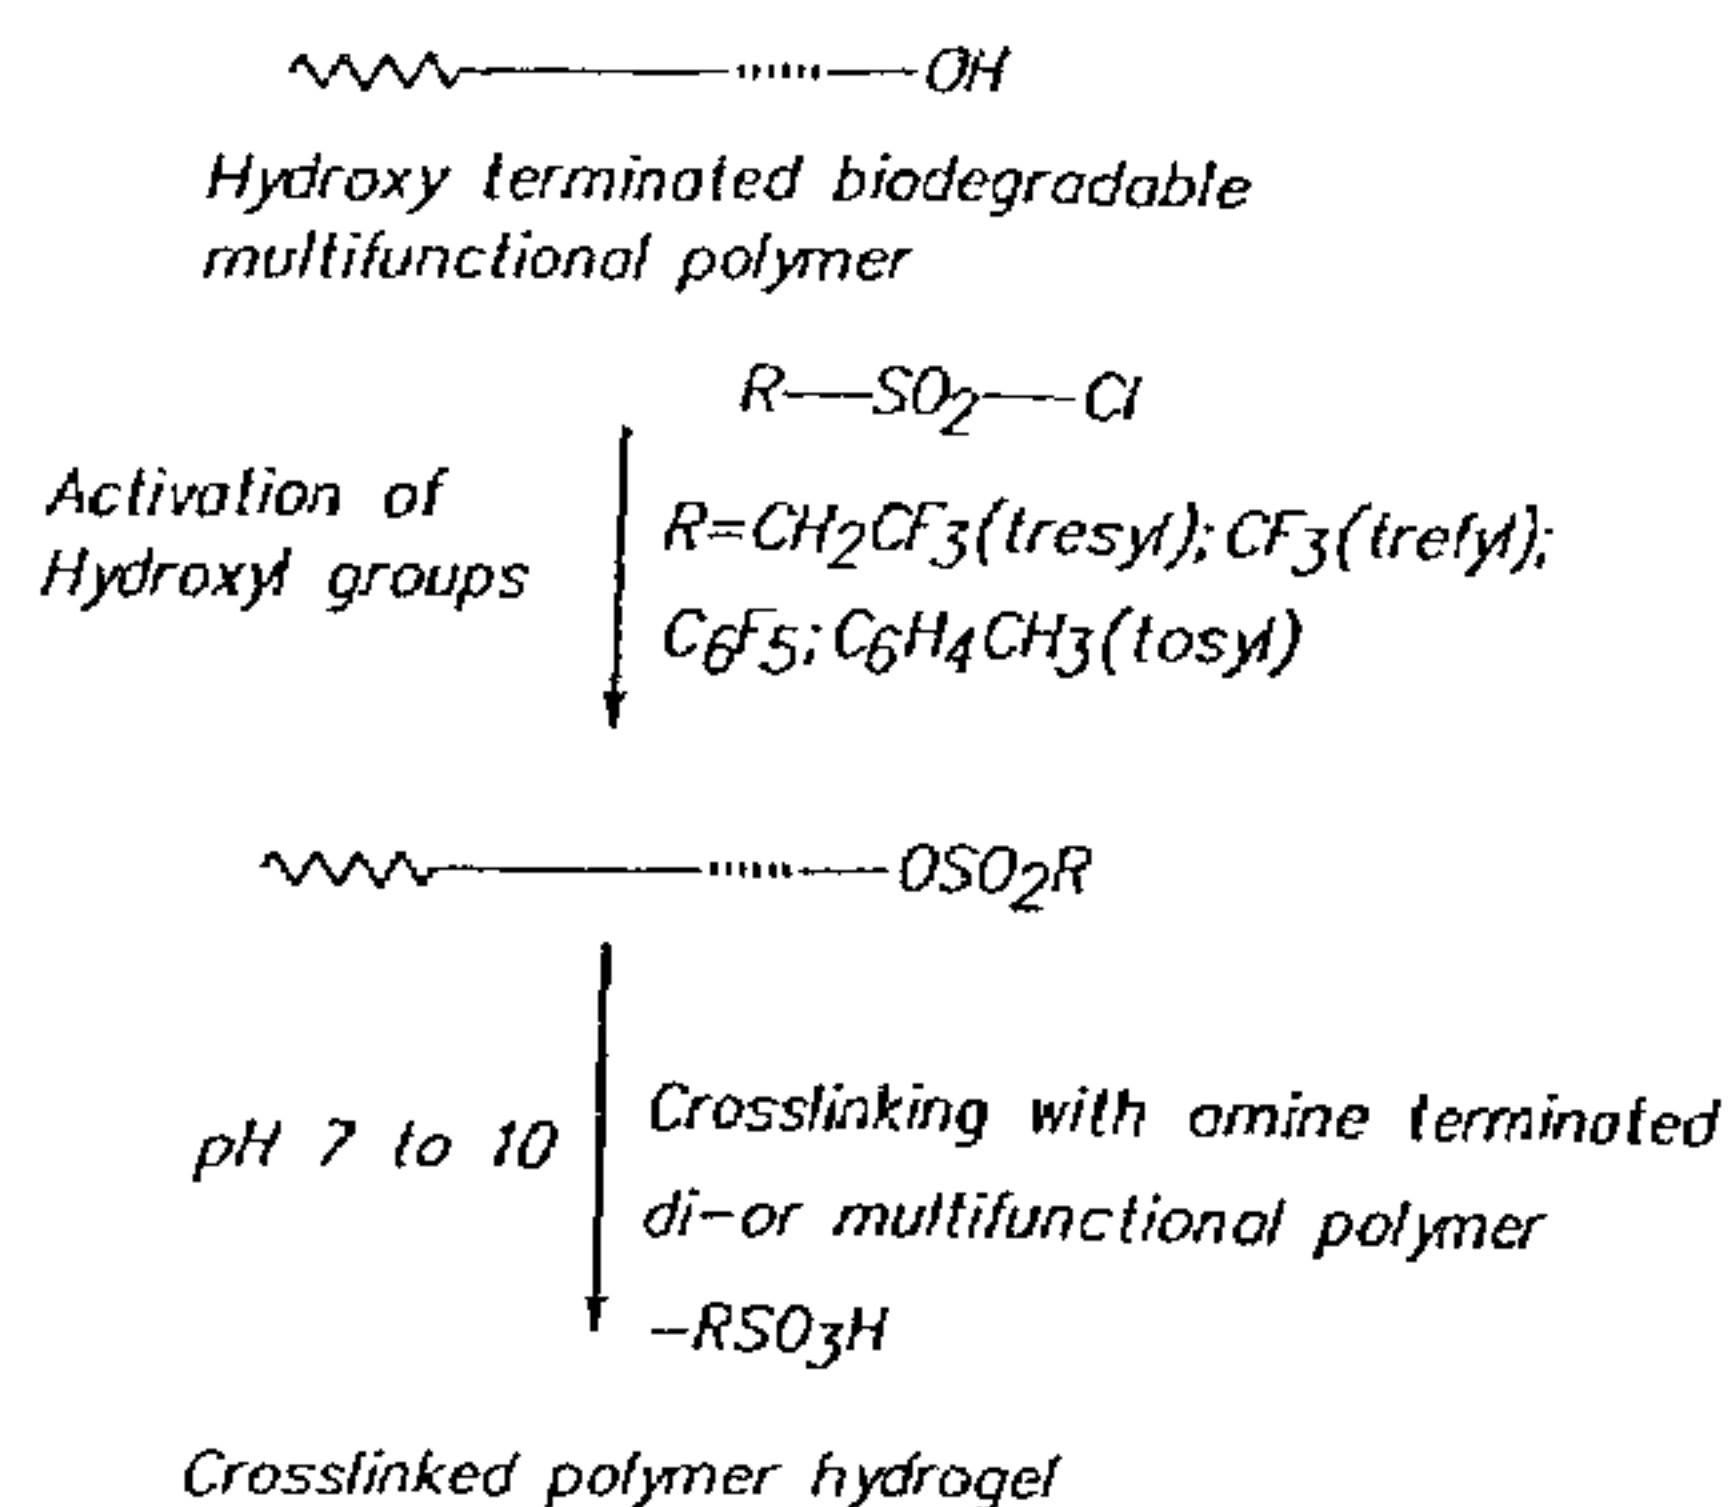 OH
Hydroxy terminated biodegradable
multifunctional polymer
R—SO2—Cl
Activation of
Hydroxyl groups
R=CH2CF3(tresyl); CF3(trefyl);
C6F5; C6H4CH3(tosyl)
OSO2R
pH 7 to 10
Crosslinking with amine terminated
di-or multifunctional polymer
-RSO3H
Crosslinked polymer hydrogel